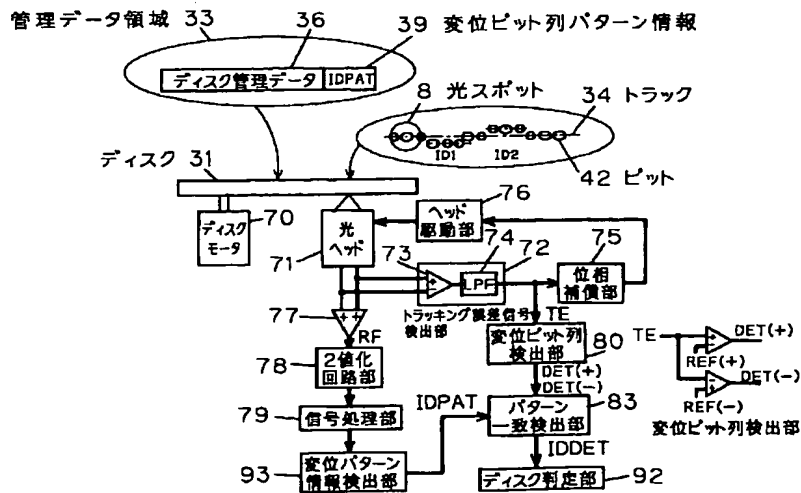 管理データ領域 33 36 39 変位ピット列パターン情報
ディスク管理データ IDPAT
8 光スポット
34 トラック
ID1 ID2
42 ピット
ディスク 31
70 ディスクモータ
71 光ヘッド
76 ヘッド駆動部
73 74 72
LPF
トラッキング誤差信号検出部
75 位相補償部
TE
77
RF
78 2値化回路部
変位ピット列検出部 80
DET(+)
DET(-)
TE
REF(+)
DET(+)
REF(-)
DET(-)
変位ピット列検出部
79 信号処理部
IDPAT
パターン一致検出部 83
IDDET
93 変位パターン情報検出部
ディスク判定部 92